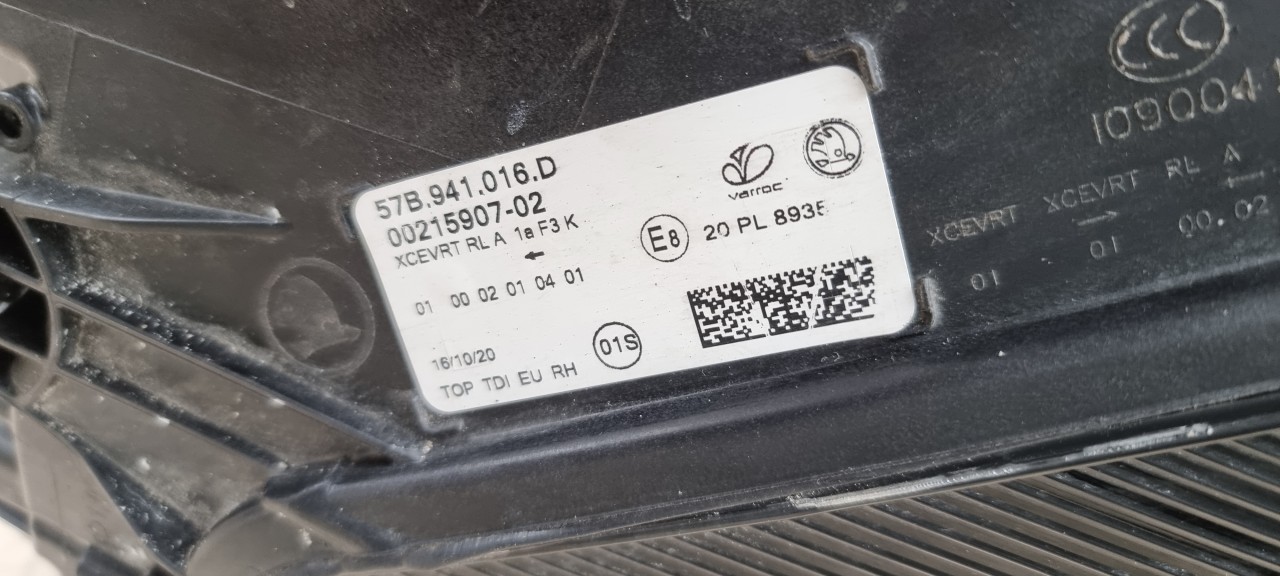 57B.941.016.D
00215907-02
XCEVRT RL A 1a F3 K
←
01 00 02 01 04 01
16/10/20
TOP TDI EU RH
01S
varroc
E8 20 PL 8935
CCC
109004
XCEVRT XCEVRT RL A
→ ←
01 01 00.02